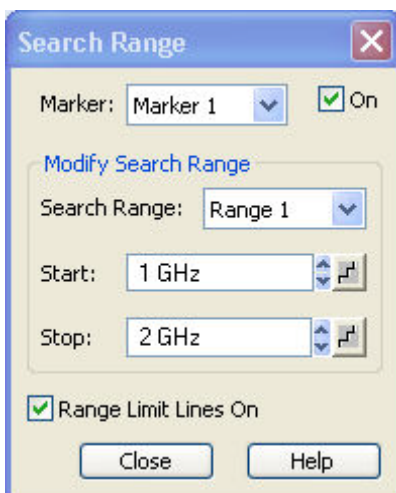 Search Range
Marker: Marker 1 On
Modify Search Range
Search Range: Range 1
Start: 1 GHz
Stop: 2 GHz
Range Limit Lines On
Close Help